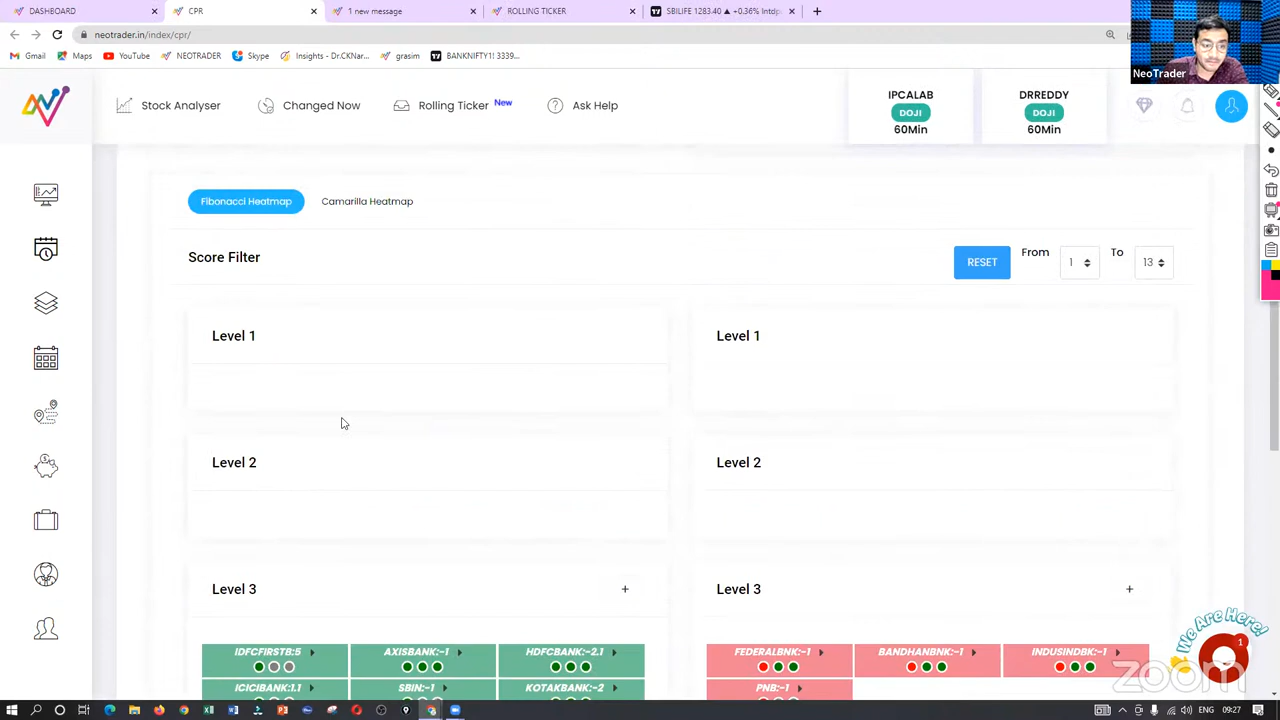 DASHBOARD
CPR
1 new message
ROLLING TICKER
SBILIFE 1283.40 ▲ +0.36% Intdp
neotrader.in/index/cpr/
Gmail
Maps
YouTube
NEOTRADER
Skype
Insights - Dr.CKNar...
grasim
BANKNIFTY1! 3339...
NeoTrader
Stock Analyser
Changed Now
Rolling Ticker New
Ask Help
IPCALAB
DOJI
60Min
DRREDDY
DOJI
60Min
Fibonacci Heatmap
Camarilla Heatmap
Score Filter
RESET
From
1
To
13
Level 1
Level 1
Level 2
Level 2
Level 3 +
Level 3 +
IDFCFIRSTB:5
AXISBANK:-1
HDFCBANK:-2.1
FEDERALBNK:-1
BANDHANBNK:-1
INDUSINDBK:-1
ICICIBANK:1.1
SBIN:-1
KOTAKBANK:-2
PNB:-1
We Are Here!
1
zoom
ENG
09:27